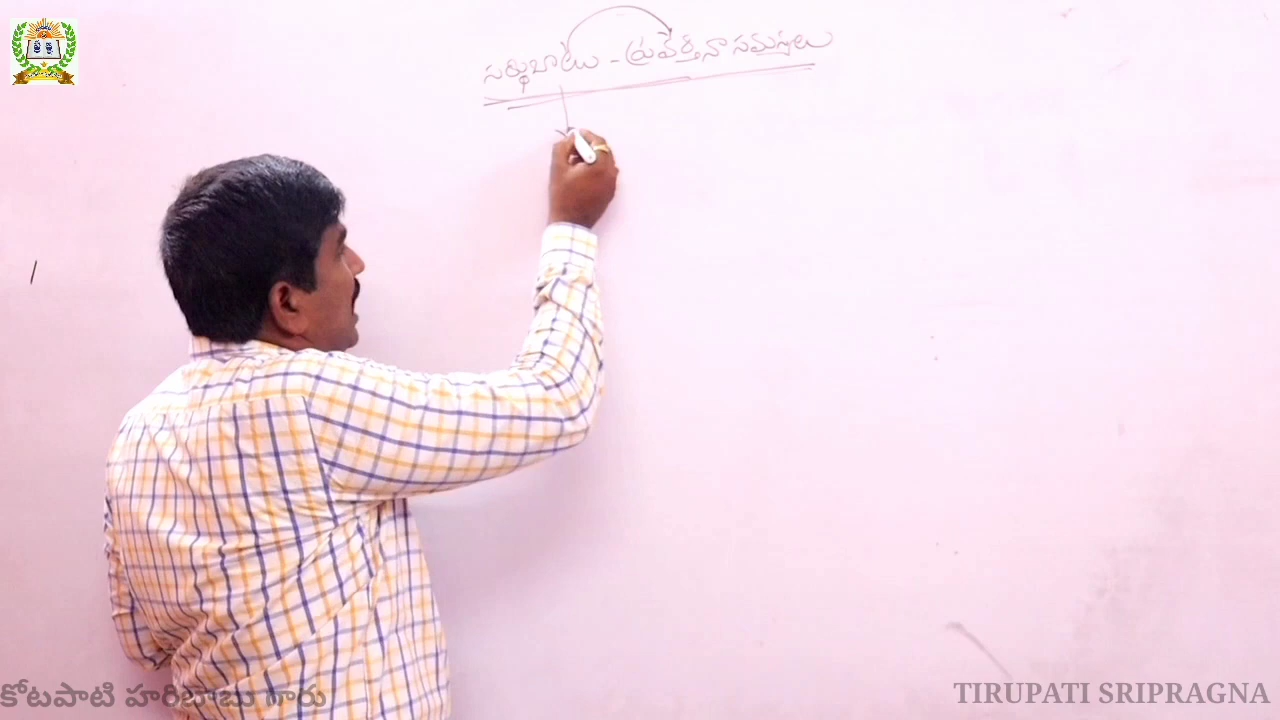 సర్దుబాటు - ప్రవర్తనా సమస్యలు
కోటపాటి హరిబాబు గారు
TIRUPATI SRIPRAGNA